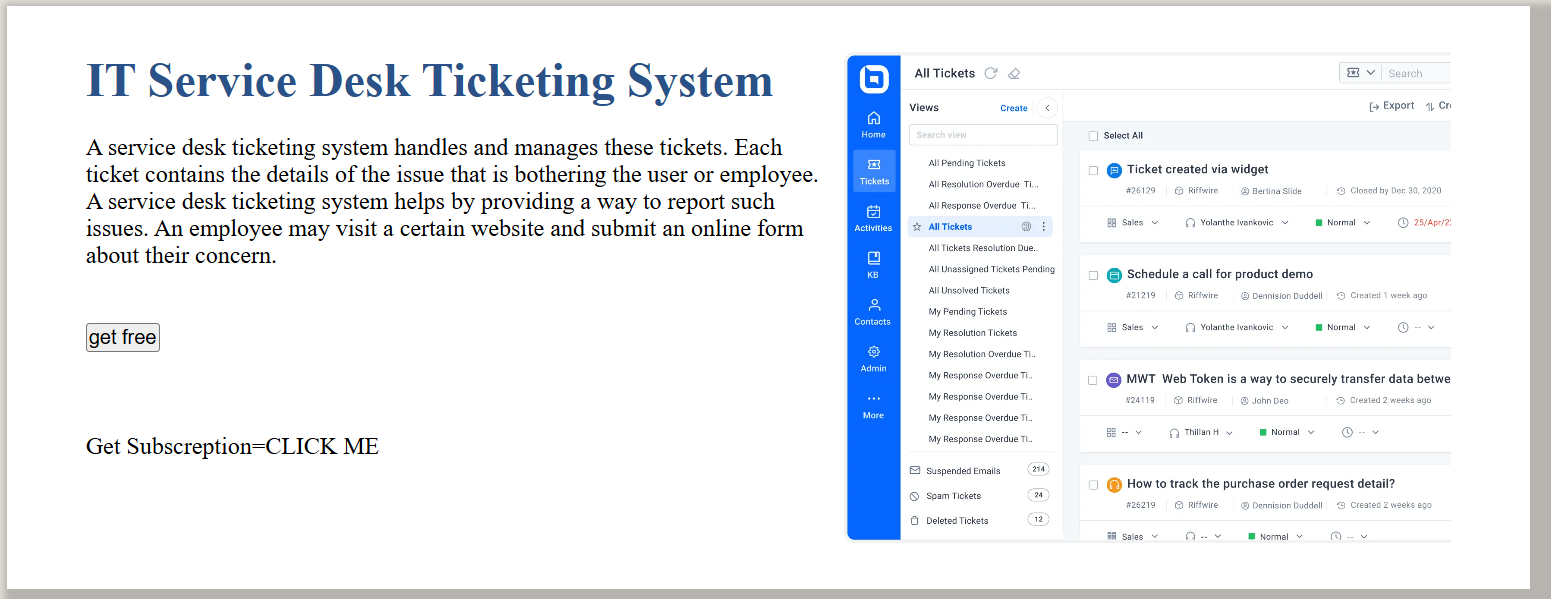 IT Service Desk Ticketing System
A service desk ticketing system handles and manages these tickets. Each
ticket contains the details of the issue that is bothering the user or employee.
A service desk ticketing system helps by providing a way to report such
issues. An employee may visit a certain website and submit an online form
about their concern.
get free
Get Subscreption=CLICK ME
Home
Tickets
Activities
KB
Contacts
Admin
More
All Tickets
Search
Views
Create
Search view
All Pending Tickets
All Resolution Overdue Ti...
All Response Overdue Ti...
All Tickets
All Tickets Resolution Due..
All Unassigned Tickets Pending
All Unsolved Tickets
My Pending Tickets
My Resolution Tickets
My Resolution Overdue Ti..
My Response Overdue Ti..
My Response Overdue Ti..
My Response Overdue Ti..
My Response Overdue Ti..
Suspended Emails 214
Spam Tickets 24
Deleted Tickets 12
Export Cr
Select All
Ticket created via widget
#26129 Riffwire Bertina Slide Closed by Dec 30, 2020
Sales Yolanthe Ivankovic Normal 25/Apr/2
Schedule a call for product demo
#21219 Riffwire Dennision Duddell Created 1 week ago
Sales Yolanthe Ivankovic Normal --
MWT Web Token is a way to securely transfer data betwe
#24119 Riffwire John Deo Created 2 weeks ago
-- Thillan H Normal --
How to track the purchase order request detail?
#26219 Riffwire Dennision Duddell Created 2 weeks ago
Sales -- Normal --